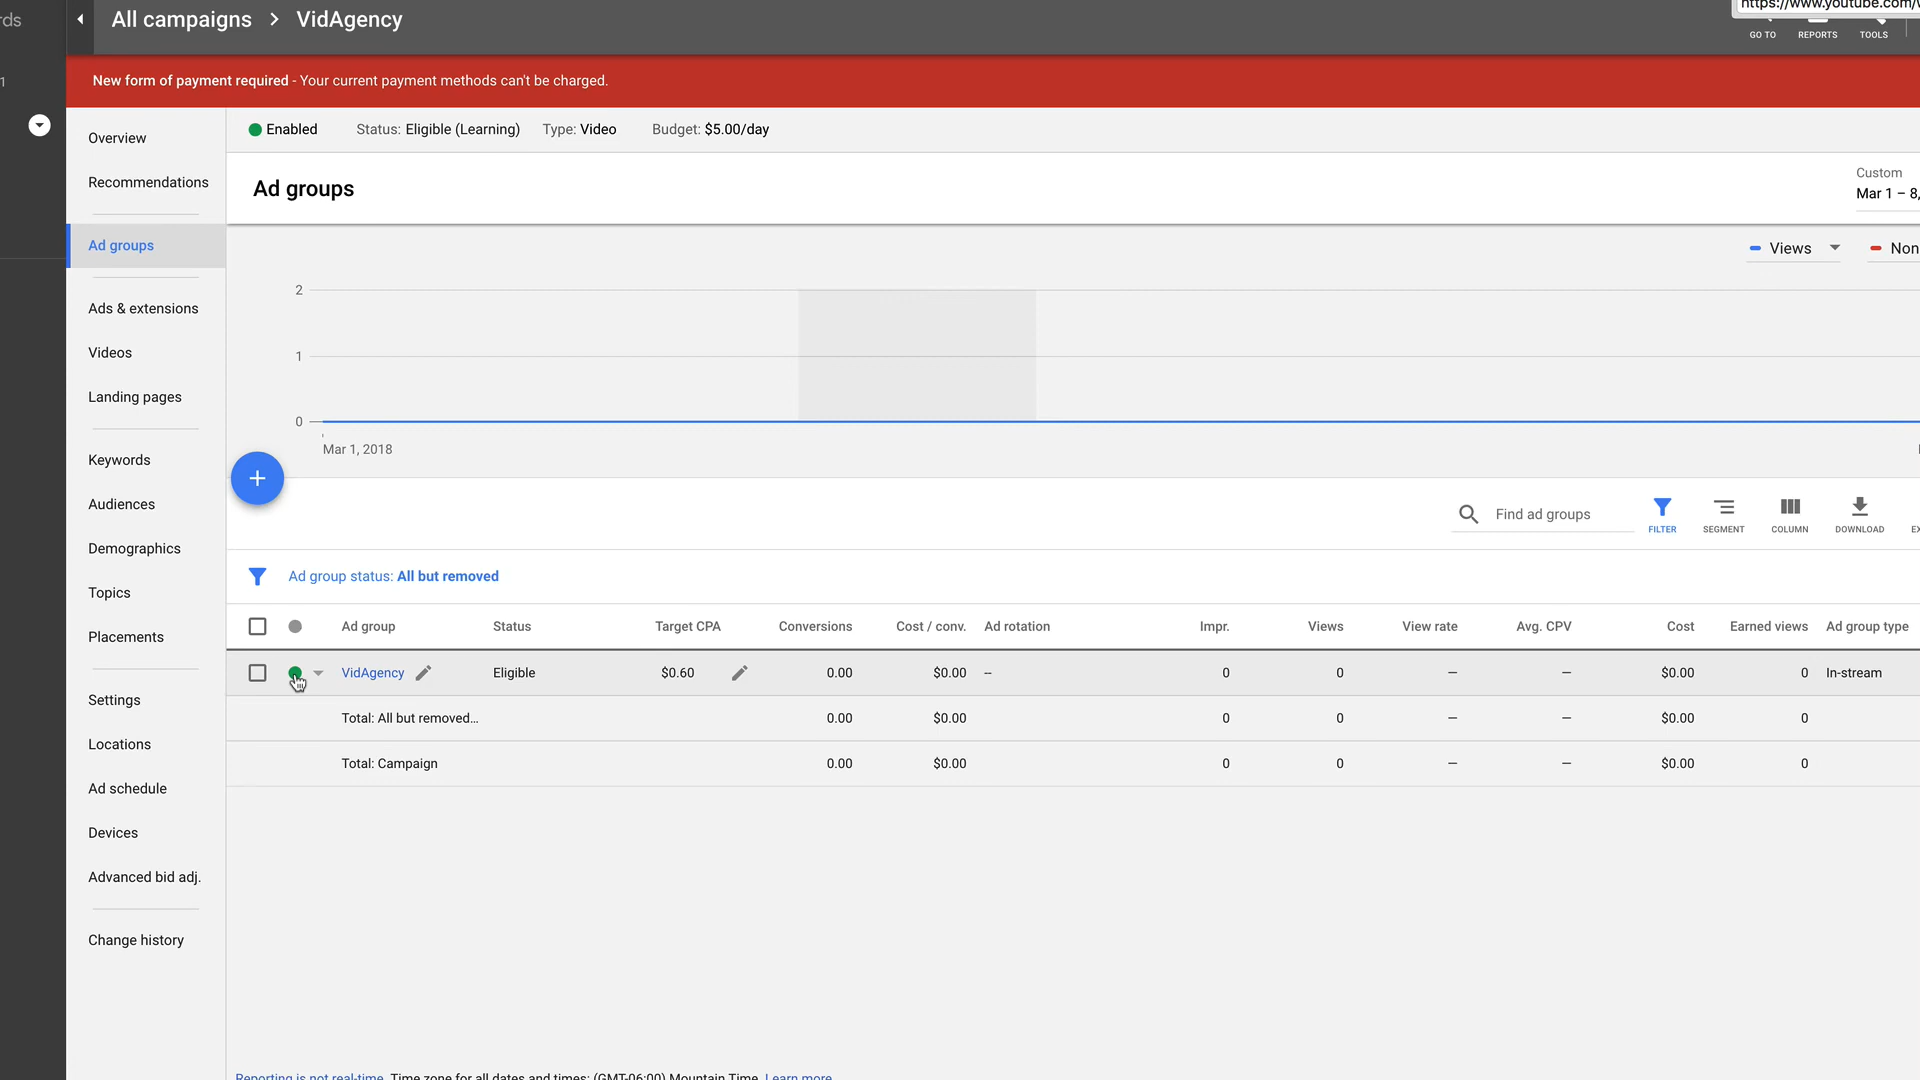 rds
All campaigns > VidAgency
https://www.youtube.com/
GO TO
REPORTS
TOOLS
1
New form of payment required - Your current payment methods can't be charged.
Overview
Recommendations
Ad groups
Ads & extensions
Videos
Landing pages
Keywords
Audiences
Demographics
Topics
Placements
Settings
Locations
Ad schedule
Devices
Advanced bid adj.
Change history
Enabled Status: Eligible (Learning) Type: Video Budget: $5.00/day
Ad groups
Custom
Mar 1 – 8,
Views
Non
2
1
0
Mar 1, 2018
+
Find ad groups
FILTER
SEGMENT
COLUMN
DOWNLOAD
EX
Ad group status: All but removed
Ad group Status Target CPA Conversions Cost / conv. Ad rotation Impr. Views View rate Avg. CPV Cost Earned views Ad group type
VidAgency Eligible $0.60 0.00 $0.00 -- 0 0 — — $0.00 0 In-stream
Total: All but removed... 0.00 $0.00 0 0 — — $0.00 0
Total: Campaign 0.00 $0.00 0 0 — — $0.00 0
Reporting is not real-time. Time zone for all dates and times: (GMT-06:00) Mountain Time. Learn more